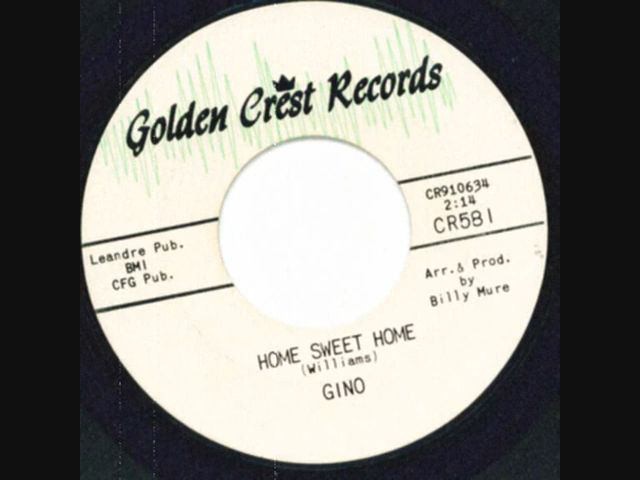 Golden Crest Records
CR910634
2:14
CR581
Leandre Pub.
BMI
CFG Pub.
Arr.& Prod.
by
Billy Mure
HOME SWEET HOME
(Williams)
GINO